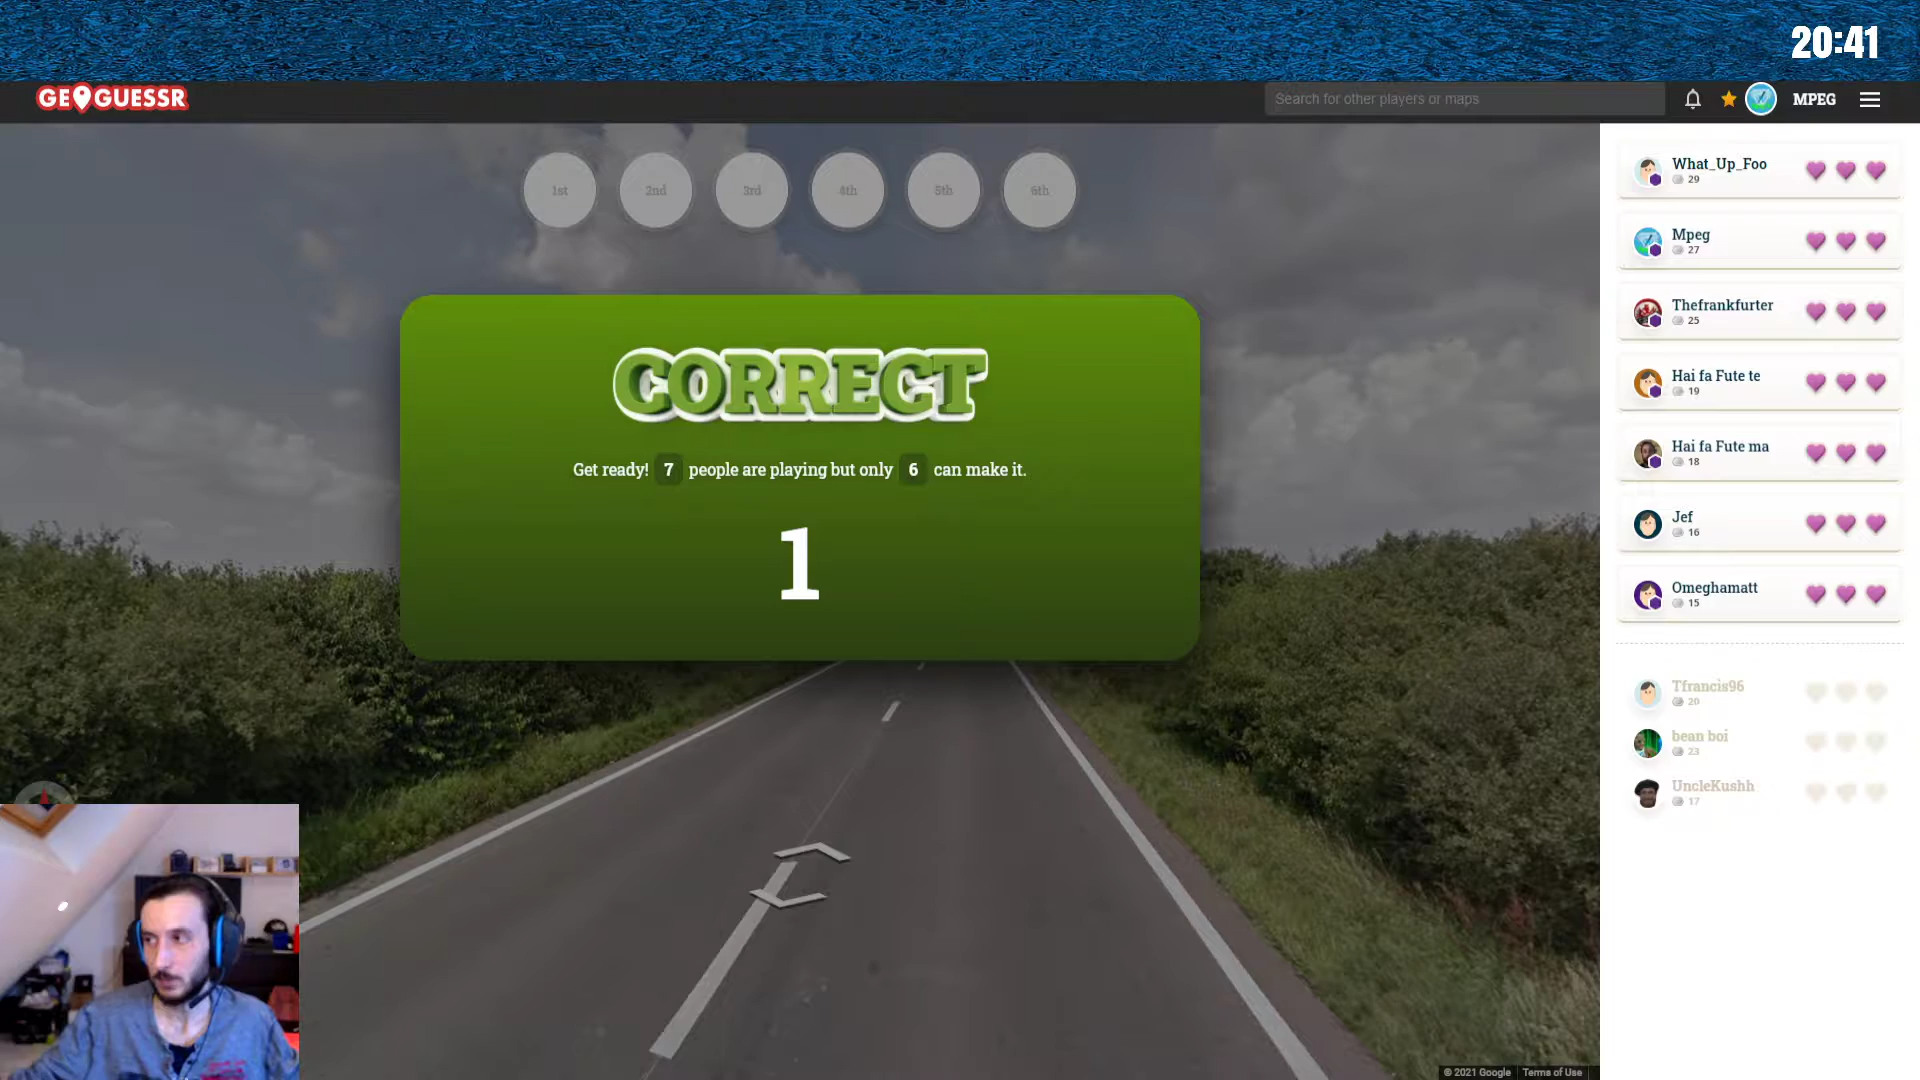 20:41
GEOGUESSR
Search for other players or maps
MPEG
1st 2nd 3rd 4th 5th 6th
CORRECT
Get ready! 7 people are playing but only 6 can make it.
1
What_Up_Foo
29
Mpeg
27
Thefrankfurter
25
Hai fa Fute te
19
Hai fa Fute ma
18
Jef
16
Omeghamatt
15
Tfrancis96
20
bean boi
23
UncleKushh
17
© 2021 Google Terms of Use